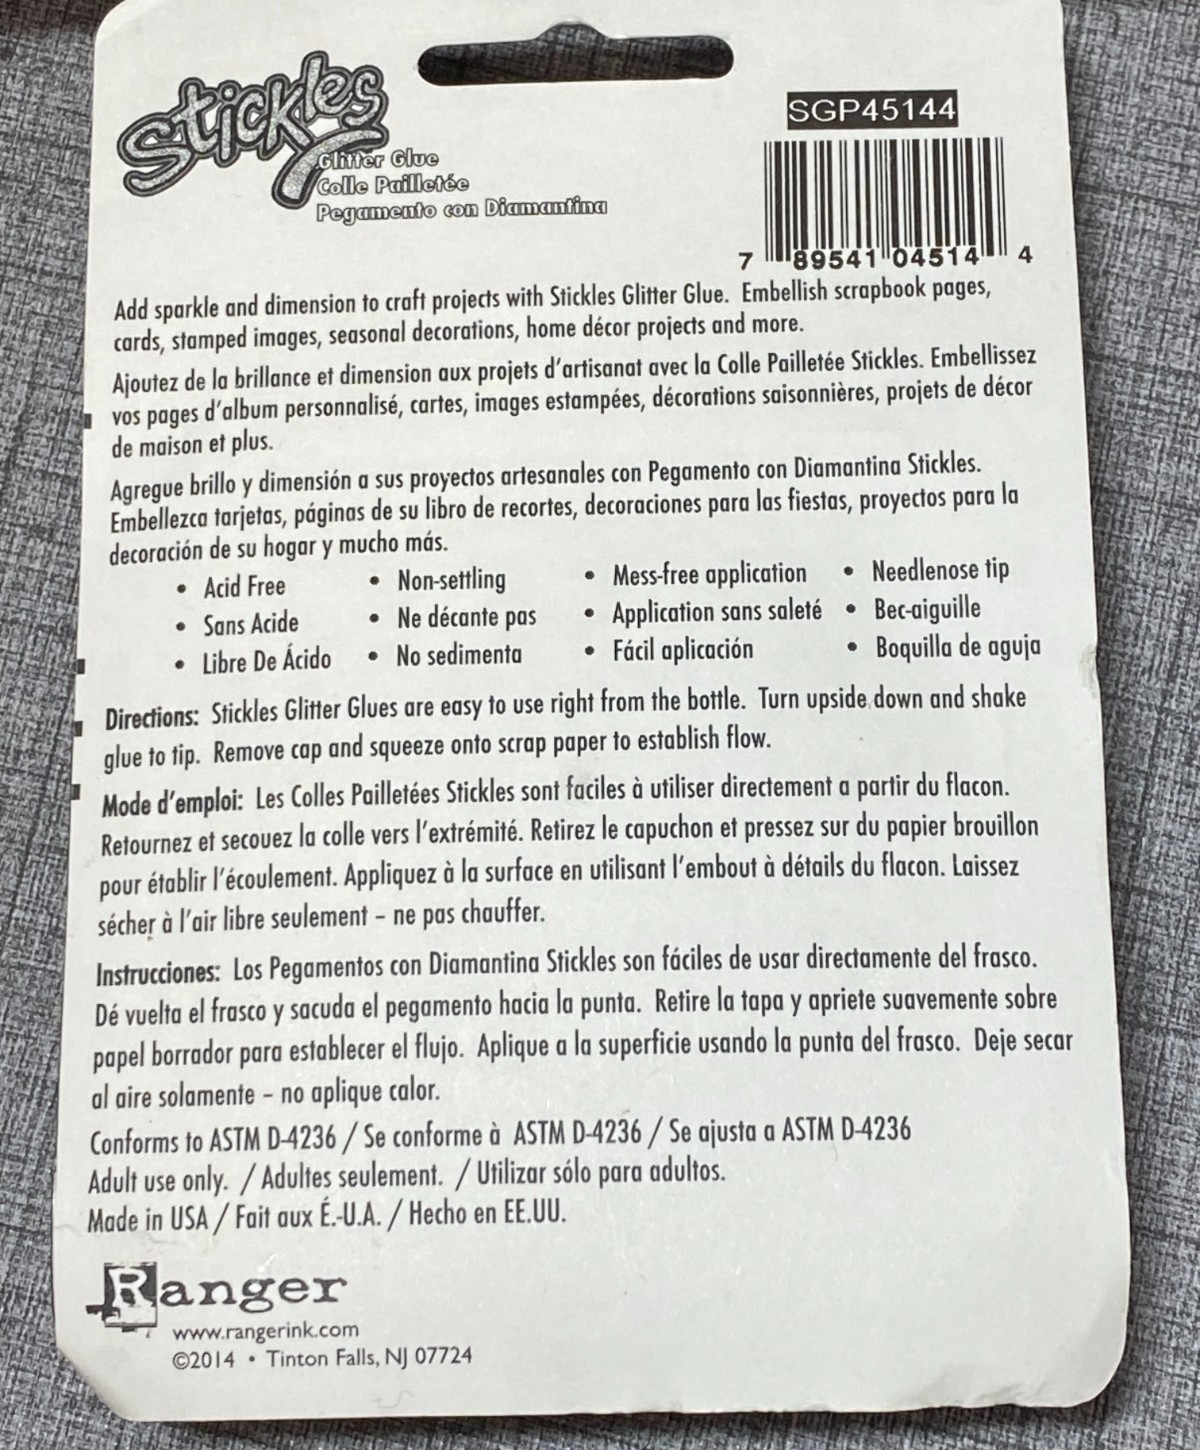 Stickles
Glitter Glue
Colle Pailletée
Pegamento con Diamantina
SGP45144
7 89541 04514 4
Add sparkle and dimension to craft projects with Stickles Glitter Glue. Embellish scrapbook pages,
cards, stamped images, seasonal decorations, home décor projects and more.
Ajoutez de la brillance et dimension aux projets d'artisanat avec la Colle Pailletée Stickles. Embellissez
vos pages d'album personnalisé, cartes, images estampées, décorations saisonnières, projets de décor
de maison et plus.
Agregue brillo y dimensión a sus proyectos artesanales con Pegamento con Diamantina Stickles.
Embellezca tarjetas, páginas de su libro de recortes, decoraciones para las fiestas, proyectos para la
decoración de su hogar y mucho más.
• Acid Free • Non-settling • Mess-free application • Needlenose tip
• Sans Acide • Ne décante pas • Application sans saleté • Bec-aiguille
• Libre De Ácido • No sedimenta • Fácil aplicación • Boquilla de aguja
Directions: Stickles Glitter Glues are easy to use right from the bottle. Turn upside down and shake
glue to tip. Remove cap and squeeze onto scrap paper to establish flow.
Mode d'emploi: Les Colles Pailletées Stickles sont faciles à utiliser directement a partir du flacon.
Retournez et secouez la colle vers l'extrémité. Retirez le capuchon et pressez sur du papier brouillon
pour établir l'écoulement. Appliquez à la surface en utilisant l'embout à détails du flacon. Laissez
sécher à l'air libre seulement – ne pas chauffer.
Instrucciones: Los Pegamentos con Diamantina Stickles son fáciles de usar directamente del frasco.
Dé vuelta el frasco y sacuda el pegamento hacia la punta. Retire la tapa y apriete suavemente sobre
papel borrador para establecer el flujo. Aplique a la superficie usando la punta del frasco. Deje secar
al aire solamente – no aplique calor.
Conforms to ASTM D-4236 / Se conforme à ASTM D-4236 / Se ajusta a ASTM D-4236
Adult use only. / Adultes seulement. / Utilizar sólo para adultos.
Made in USA / Fait aux É.-U.A. / Hecho en EE.UU.
Ranger
www.rangerink.com
©2014 • Tinton Falls, NJ 07724